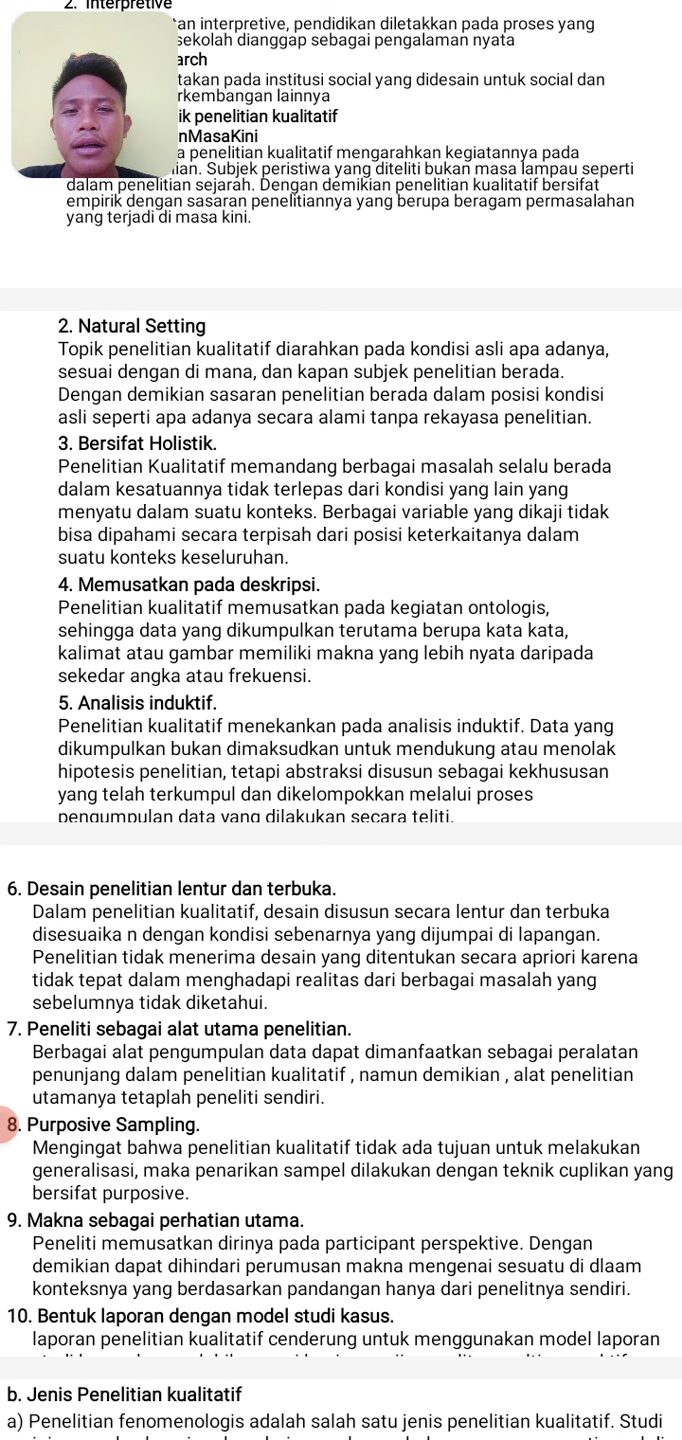 2. Interpretive
an interpretive, pendidikan diletakkan pada proses yang
sekolah dianggap sebagai pengalaman nyata
arch
takan pada institusi social yang didesain untuk social dan
rkembangan lainnya
ik penelitian kualitatif
nMasaKini
a penelitian kualitatif mengarahkan kegiatannya pada
ian. Subjek peristiwa yang diteliti bukan masa lampau seperti
dalam penelitian sejarah. Dengan demikian penelitian kualitatif bersifat
empirik dengan sasaran penelitiannya yang berupa beragam permasalahan
yang terjadi di masa kini.
2. Natural Setting
Topik penelitian kualitatif diarahkan pada kondisi asli apa adanya,
sesuai dengan di mana, dan kapan subjek penelitian berada.
Dengan demikian sasaran penelitian berada dalam posisi kondisi
asli seperti apa adanya secara alami tanpa rekayasa penelitian.
3. Bersifat Holistik.
Penelitian Kualitatif memandang berbagai masalah selalu berada
dalam kesatuannya tidak terlepas dari kondisi yang lain yang
menyatu dalam suatu konteks. Berbagai variable yang dikaji tidak
bisa dipahami secara terpisah dari posisi keterkaitanya dalam
suatu konteks keseluruhan.
4. Memusatkan pada deskripsi.
Penelitian kualitatif memusatkan pada kegiatan ontologis,
sehingga data yang dikumpulkan terutama berupa kata kata,
kalimat atau gambar memiliki makna yang lebih nyata daripada
sekedar angka atau frekuensi.
5. Analisis induktif.
Penelitian kualitatif menekankan pada analisis induktif. Data yang
dikumpulkan bukan dimaksudkan untuk mendukung atau menolak
hipotesis penelitian, tetapi abstraksi disusun sebagai kekhususan
yang telah terkumpul dan dikelompokkan melalui proses
pengumpulan data yang dilakukan secara teliti.
6. Desain penelitian lentur dan terbuka.
Dalam penelitian kualitatif, desain disusun secara lentur dan terbuka
disesuaika n dengan kondisi sebenarnya yang dijumpai di lapangan.
Penelitian tidak menerima desain yang ditentukan secara apriori karena
tidak tepat dalam menghadapi realitas dari berbagai masalah yang
sebelumnya tidak diketahui.
7. Peneliti sebagai alat utama penelitian.
Berbagai alat pengumpulan data dapat dimanfaatkan sebagai peralatan
penunjang dalam penelitian kualitatif , namun demikian , alat penelitian
utamanya tetaplah peneliti sendiri.
8. Purposive Sampling.
Mengingat bahwa penelitian kualitatif tidak ada tujuan untuk melakukan
generalisasi, maka penarikan sampel dilakukan dengan teknik cuplikan yang
bersifat purposive.
9. Makna sebagai perhatian utama.
Peneliti memusatkan dirinya pada participant perspektive. Dengan
demikian dapat dihindari perumusan makna mengenai sesuatu di dlaam
konteksnya yang berdasarkan pandangan hanya dari penelitnya sendiri.
10. Bentuk laporan dengan model studi kasus.
laporan penelitian kualitatif cenderung untuk menggunakan model laporan
b. Jenis Penelitian kualitatif
a) Penelitian fenomenologis adalah salah satu jenis penelitian kualitatif. Studi